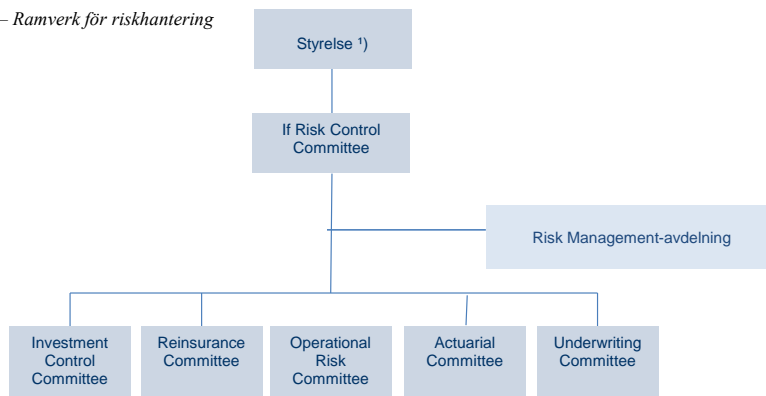 – Ramverk för riskhantering
Styrelse ¹)
If Risk Control
Committee
Risk Management-avdelning
Investment
Control
Committee
Reinsurance
Committee
Operational
Risk
Committee
Actuarial
Committee
Underwriting
Committee